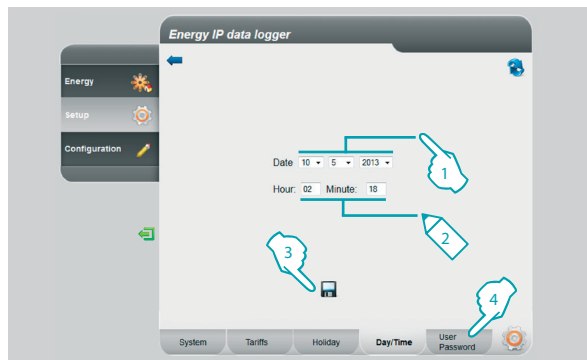 Energy IP data logger
Energy
Setup
Configuration
Date 10 5 2013
Hour: 02 Minute: 18
1
2
3
4
System Tariffs Holiday Day/Time User Password